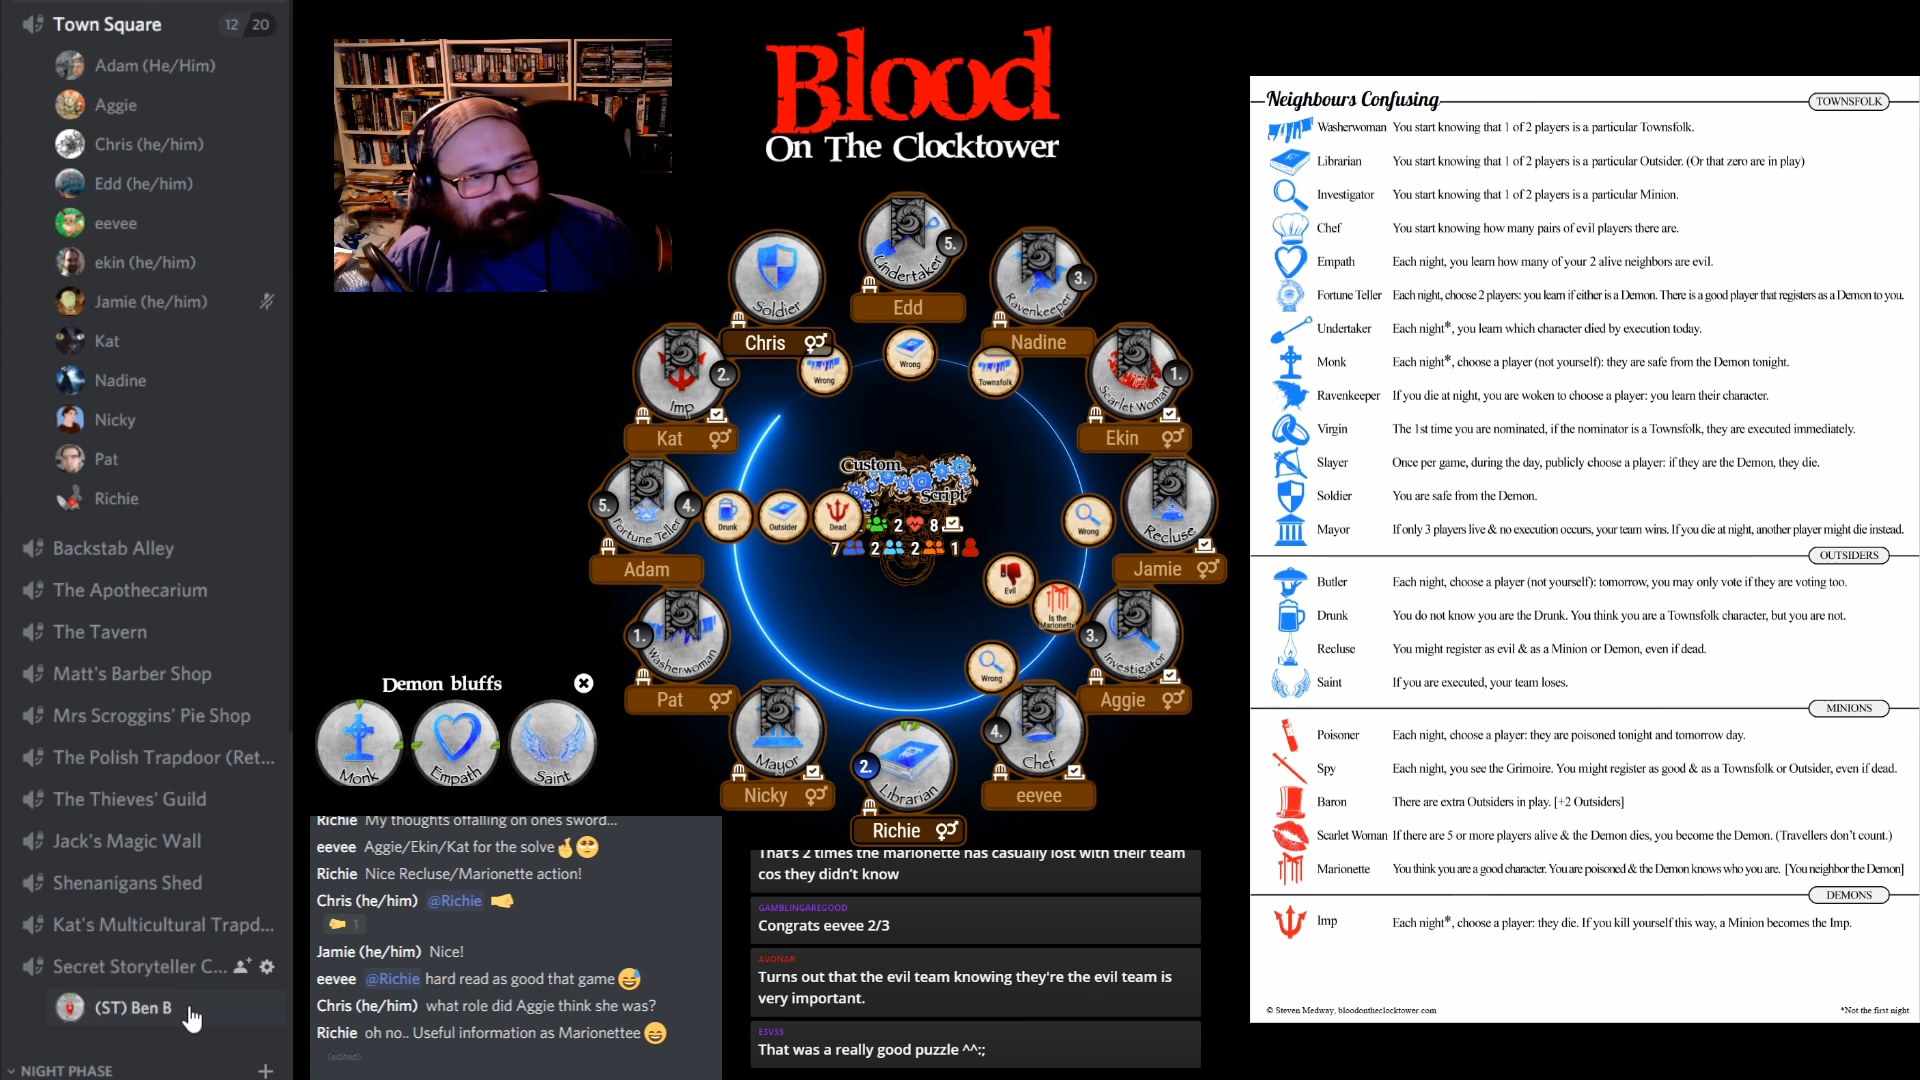 Town Square
12 20
Adam (He/Him)
Aggie
Chris (he/him)
Edd (he/him)
eevee
ekin (he/him)
Jamie (he/him)
Kat
Nadine
Nicky
Pat
Richie
Backstab Alley
The Apothecarium
The Tavern
Matt's Barber Shop
Mrs Scroggins' Pie Shop
The Polish Trapdoor (Ret...
The Thieves' Guild
Jack's Magic Wall
Shenanigans Shed
Kat's Multicultural Trapd...
Secret Storyteller C...
(ST) Ben B
NIGHT PHASE
Blood
On The Clocktower
Undertaker
5.
Edd
Soldier
Chris
Ravenkeeper
3.
Nadine
Imp
2.
Kat
Scarlet Woman
1.
Ekin
Wrong
Wrong
Townsfolk
Fortune Teller
5.
4.
Adam
Drunk
Outsider
Dead
Custom
Script
2 8
7 2 2 1
Wrong
Recluse
Jamie
Evil
Is the
Marionette
Washerwoman
1.
Pat
Investigator
3.
Aggie
Wrong
Mayor
Nicky
Librarian
2.
Richie
Chef
4.
eevee
Demon bluffs
Monk
Empath
Saint
Richie My thoughts offalling on ones sword...
eevee Aggie/Ekin/Kat for the solve
Richie Nice Recluse/Marionette action!
Chris (he/him) @Richie
1
Jamie (he/him) Nice!
eevee @Richie hard read as good that game
Chris (he/him) what role did Aggie think she was?
Richie oh no.. Useful information as Marionettee
(edited)
That's 2 times the marionette has casually lost with their team
cos they didn't know
GAMBLINGAREGOOD
Congrats eevee 2/3
AVONAR
Turns out that the evil team knowing they're the evil team is
very important.
E3V33
That was a really good puzzle ^^:;
Neighbours Confusing
TOWNSFOLK
Washerwoman You start knowing that 1 of 2 players is a particular Townsfolk.
Librarian You start knowing that 1 of 2 players is a particular Outsider. (Or that zero are in play)
Investigator You start knowing that 1 of 2 players is a particular Minion.
Chef You start knowing how many pairs of evil players there are.
Empath Each night, you learn how many of your 2 alive neighbors are evil.
Fortune Teller Each night, choose 2 players: you learn if either is a Demon. There is a good player that registers as a Demon to you.
Undertaker Each night*, you learn which character died by execution today.
Monk Each night*, choose a player (not yourself): they are safe from the Demon tonight.
Ravenkeeper If you die at night, you are woken to choose a player: you learn their character.
Virgin The 1st time you are nominated, if the nominator is a Townsfolk, they are executed immediately.
Slayer Once per game, during the day, publicly choose a player: if they are the Demon, they die.
Soldier You are safe from the Demon.
Mayor If only 3 players live & no execution occurs, your team wins. If you die at night, another player might die instead.
OUTSIDERS
Butler Each night, choose a player (not yourself): tomorrow, you may only vote if they are voting too.
Drunk You do not know you are the Drunk. You think you are a Townsfolk character, but you are not.
Recluse You might register as evil & as a Minion or Demon, even if dead.
Saint If you are executed, your team loses.
MINIONS
Poisoner Each night, choose a player: they are poisoned tonight and tomorrow day.
Spy Each night, you see the Grimoire. You might register as good & as a Townsfolk or Outsider, even if dead.
Baron There are extra Outsiders in play. [+2 Outsiders]
Scarlet Woman If there are 5 or more players alive & the Demon dies, you become the Demon. (Travellers don't count.)
Marionette You think you are a good character. You are poisoned & the Demon knows who you are. [You neighbor the Demon]
DEMONS
Imp Each night*, choose a player: they die. If you kill yourself this way, a Minion becomes the Imp.
© Steven Medway, bloodontheclocktower.com
*Not the first night.